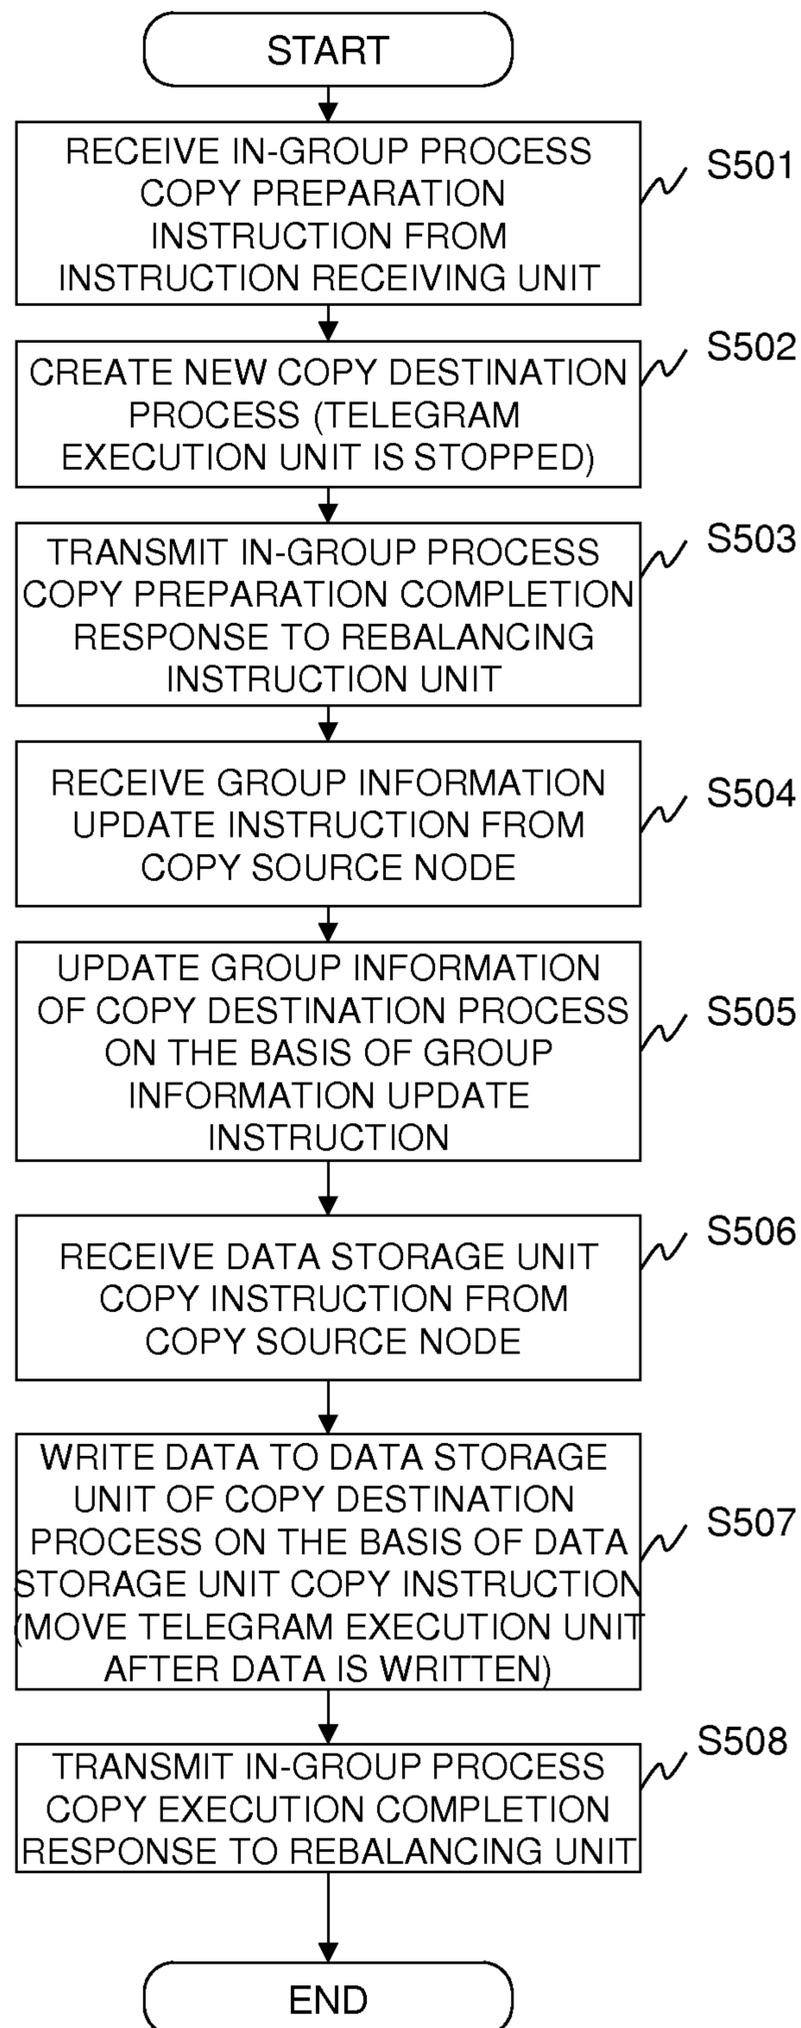 START
RECEIVE IN-GROUP PROCESS
COPY PREPARATION
INSTRUCTION FROM
INSTRUCTION RECEIVING UNIT
S501
CREATE NEW COPY DESTINATION
PROCESS (TELEGRAM
EXECUTION UNIT IS STOPPED)
S502
TRANSMIT IN-GROUP PROCESS
COPY PREPARATION COMPLETION
RESPONSE TO REBALANCING
INSTRUCTION UNIT
S503
RECEIVE GROUP INFORMATION
UPDATE INSTRUCTION FROM
COPY SOURCE NODE
S504
UPDATE GROUP INFORMATION
OF COPY DESTINATION PROCESS
ON THE BASIS OF GROUP
INFORMATION UPDATE
INSTRUCTION
S505
RECEIVE DATA STORAGE UNIT
COPY INSTRUCTION FROM
COPY SOURCE NODE
S506
WRITE DATA TO DATA STORAGE
UNIT OF COPY DESTINATION
PROCESS ON THE BASIS OF DATA
STORAGE UNIT COPY INSTRUCTION
(MOVE TELEGRAM EXECUTION UNIT
AFTER DATA IS WRITTEN)
S507
TRANSMIT IN-GROUP PROCESS
COPY EXECUTION COMPLETION
RESPONSE TO REBALANCING UNIT
S508
END